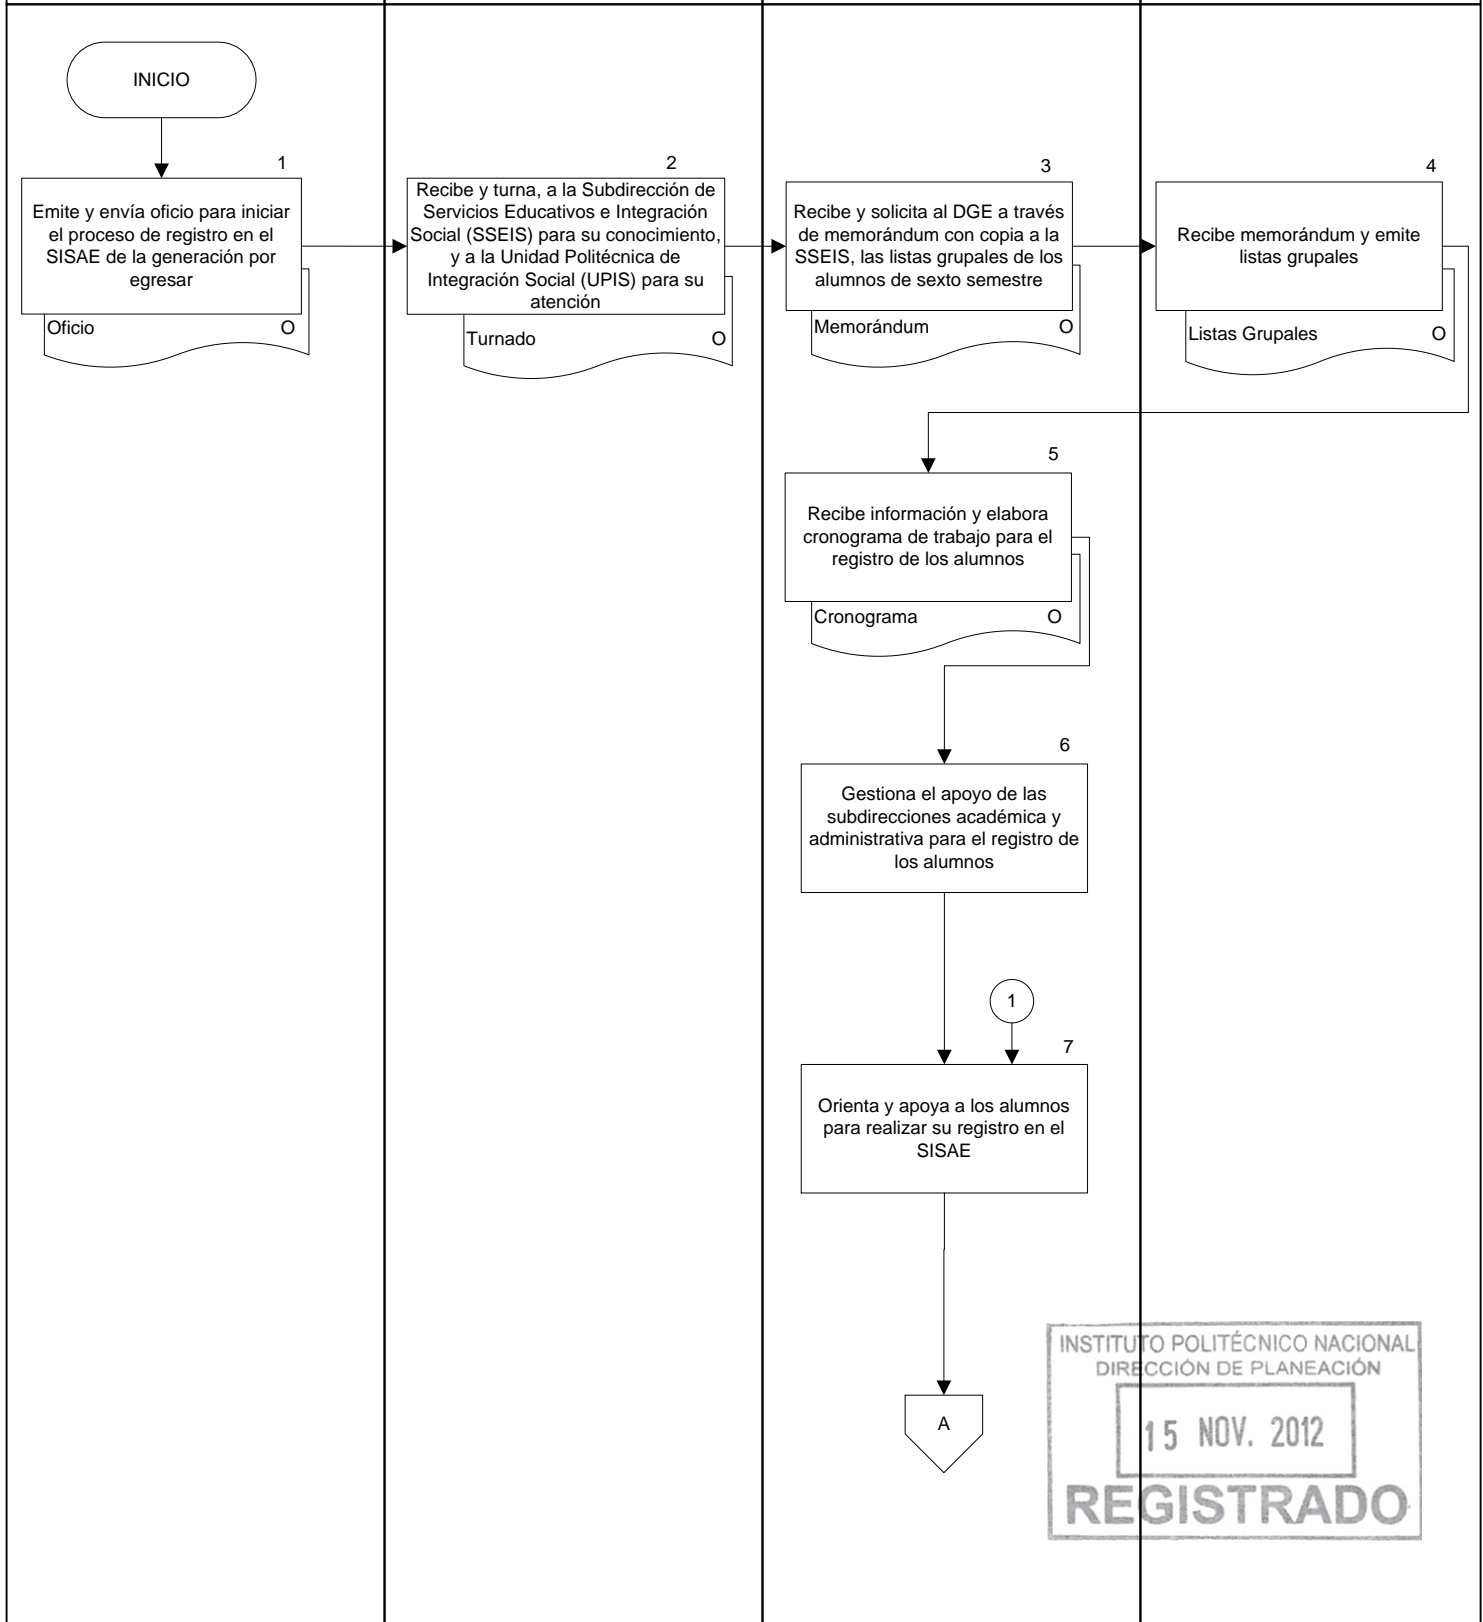 INICIO
1
Emite y envía oficio para iniciar
el proceso de registro en el
SISAE de la generación por
egresar
Oficio O
2
Recibe y turna, a la Subdirección de
Servicios Educativos e Integración
Social (SSEIS) para su conocimiento,
y a la Unidad Politécnica de
Integración Social (UPIS) para su
atención
Turnado O
3
Recibe y solicita al DGE a través
de memorándum con copia a la
SSEIS, las listas grupales de los
alumnos de sexto semestre
Memorándum O
4
Recibe memorándum y emite
listas grupales
Listas Grupales O
5
Recibe información y elabora
cronograma de trabajo para el
registro de los alumnos
Cronograma O
6
Gestiona el apoyo de las
subdirecciones académica y
administrativa para el registro de
los alumnos
1
7
Orienta y apoya a los alumnos
para realizar su registro en el
SISAE
A
INSTITUTO POLITÉCNICO NACIONAL
DIRECCIÓN DE PLANEACIÓN
15 NOV. 2012
REGISTRADO